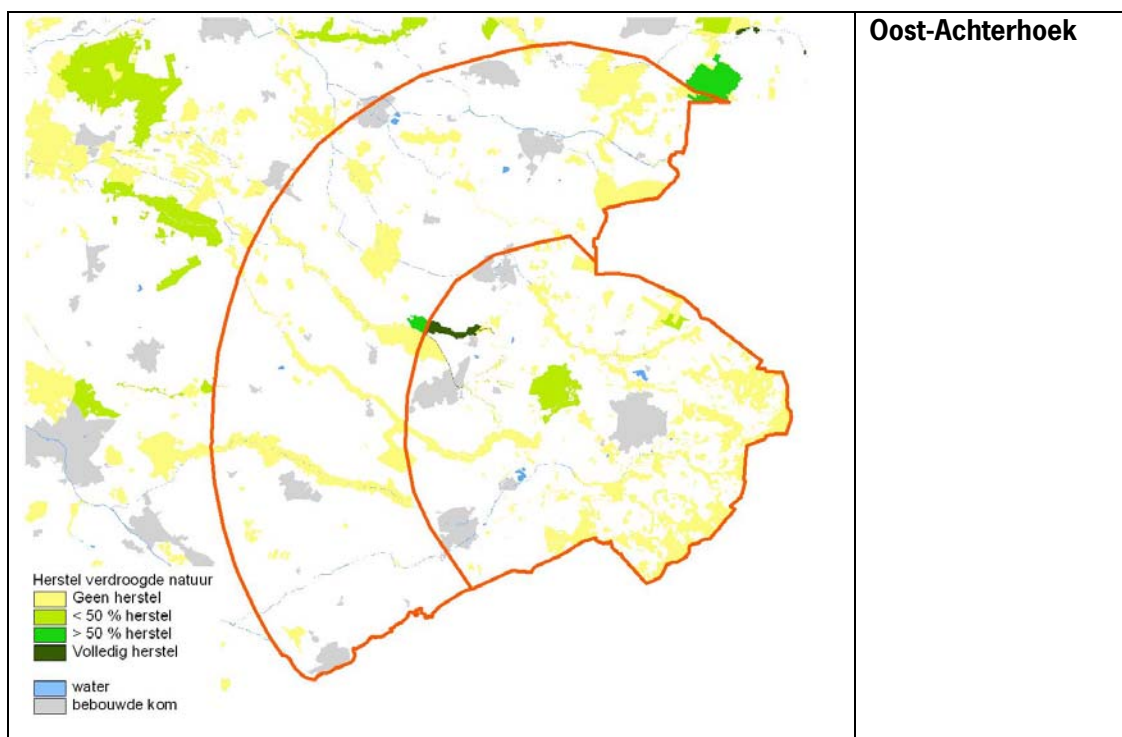 Oost-Achterhoek
Herstel verdroogde natuur
Geen herstel
< 50 % herstel
> 50 % herstel
Volledig herstel
water
bebouwde kom